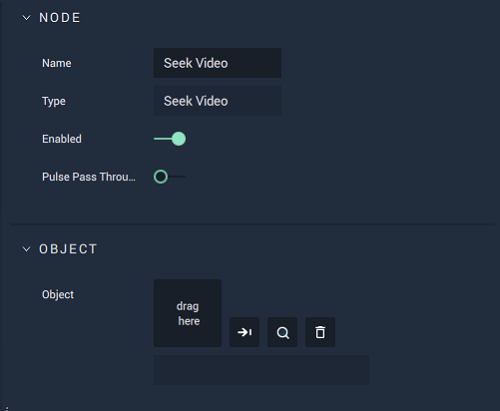 NODE
Name
Seek Video
Type
Seek Video
Enabled
Pulse Pass Throu...
OBJECT
Object
drag
here